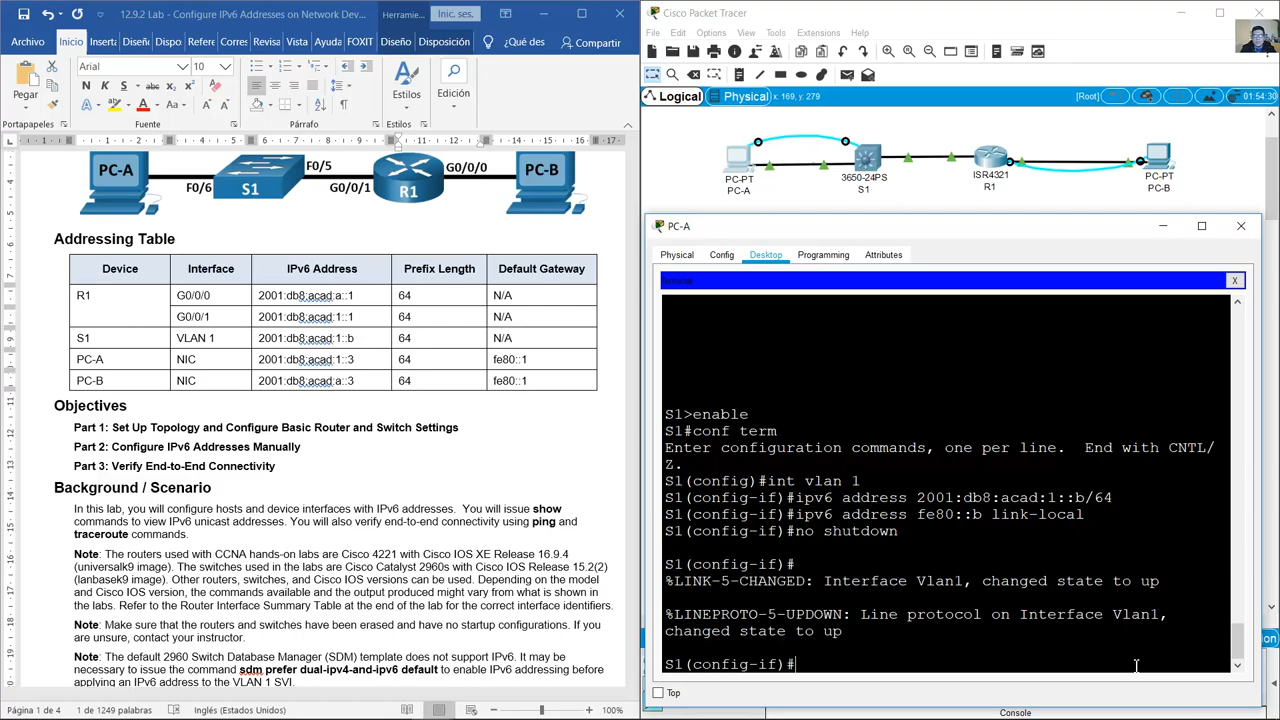 12.9.2 Lab - Configure IPv6 Addresses on Network Dev...
Herramie...
Inic. ses.
Archivo
Inicio
Diseño
Refere
Corres
Revisa
Vista
Ayuda
FOXIT
Diseño
Disposición
¿Qué des
Compartir
Pegar
Arial
10
N K S
Aa
Estilos
Edición
Portapapeles
Fuente
Párrafo
Estilos
PC-A
F0/6
S1
F0/5
G0/0/1
R1
G0/0/0
PC-B
Addressing Table
Device Interface IPv6 Address Prefix Length Default Gateway
R1 G0/0/0 2001:db8:acad:a::1 64 N/A
G0/0/1 2001:db8:acad:1::1 64 N/A
S1 VLAN 1 2001:db8:acad:1::b 64 N/A
PC-A NIC 2001:db8:acad:1::3 64 fe80::1
PC-B NIC 2001:db8:acad:a::3 64 fe80::1
Objectives
Part 1: Set Up Topology and Configure Basic Router and Switch Settings
Part 2: Configure IPv6 Addresses Manually
Part 3: Verify End-to-End Connectivity
Background / Scenario
In this lab, you will configure hosts and device interfaces with IPv6 addresses. You will issue show
commands to view IPv6 unicast addresses. You will also verify end-to-end connectivity using ping and
traceroute commands.
Note: The routers used with CCNA hands-on labs are Cisco 4221 with Cisco IOS XE Release 16.9.4
(universalk9 image). The switches used in the labs are Cisco Catalyst 2960s with Cisco IOS Release 15.2(2)
(lanbasek9 image). Other routers, switches, and Cisco IOS versions can be used. Depending on the model
and Cisco IOS version, the commands available and the output produced might vary from what is shown in
the labs. Refer to the Router Interface Summary Table at the end of the lab for the correct interface identifiers.
Note: Make sure that the routers and switches have been erased and have no startup configurations. If you
are unsure, contact your instructor.
Note: The default 2960 Switch Database Manager (SDM) template does not support IPv6. It may be
necessary to issue the command sdm prefer dual-ipv4-and-ipv6 default to enable IPv6 addressing before
applying an IPv6 address to the VLAN 1 SVI.
Página 1 de 4
1 de 1249 palabras
Inglés (Estados Unidos)
100%
Cisco Packet Tracer
File Edit Options View Tools Extensions Help
Logical
Physical
x: 169, y: 279
[Root]
01:54:30
PC-PT
PC-A
3650-24PS
S1
ISR4321
R1
PC-PT
PC-B
PC-A
Physical Config Desktop Programming Attributes
Terminal
X
S1>enable
S1#conf term
Enter configuration commands, one per line. End with CNTL/
Z.
S1(config)#int vlan 1
S1(config-if)#ipv6 address 2001:db8:acad:1::b/64
S1(config-if)#ipv6 address fe80::b link-local
S1(config-if)#no shutdown
S1(config-if)#
%LINK-5-CHANGED: Interface Vlan1, changed state to up
%LINEPROTO-5-UPDOWN: Line protocol on Interface Vlan1,
changed state to up
S1(config-if)#
Top
Console